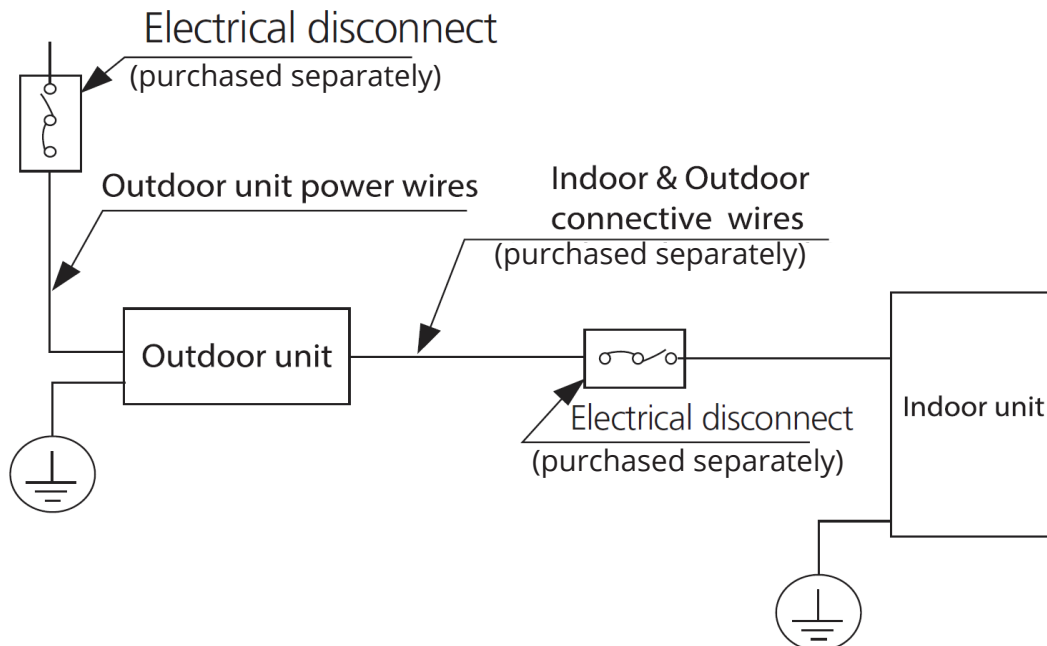 Electrical disconnect
(purchased separately)
Outdoor unit power wires
Indoor & Outdoor
connective wires
(purchased separately)
Outdoor unit
Electrical disconnect
(purchased separately)
Indoor unit